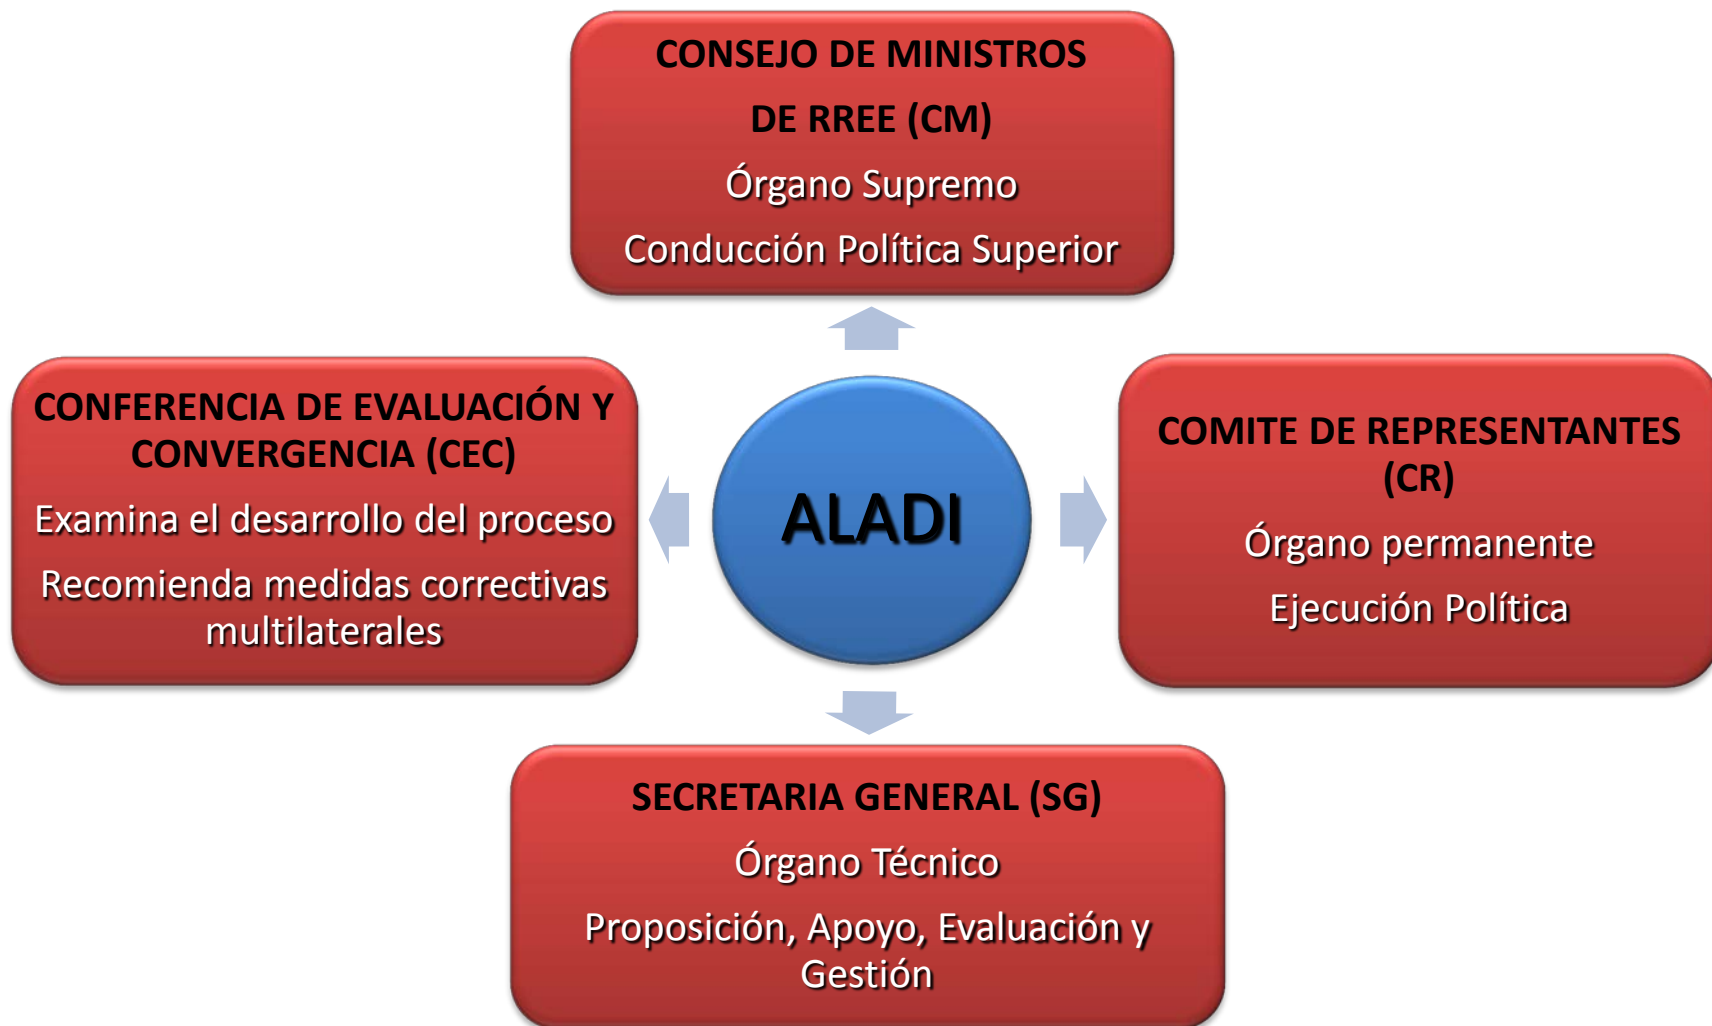 CONSEJO DE MINISTROS
DE RREE (CM)
Órgano Supremo
Conducción Política Superior
CONFERENCIA DE EVALUACIÓN Y
CONVERGENCIA (CEC)
Examina el desarrollo del proceso
Recomienda medidas correctivas
multilaterales
ALADI
COMITE DE REPRESENTANTES
(CR)
Órgano permanente
Ejecución Política
SECRETARIA GENERAL (SG)
Órgano Técnico
Proposición, Apoyo, Evaluación y
Gestión